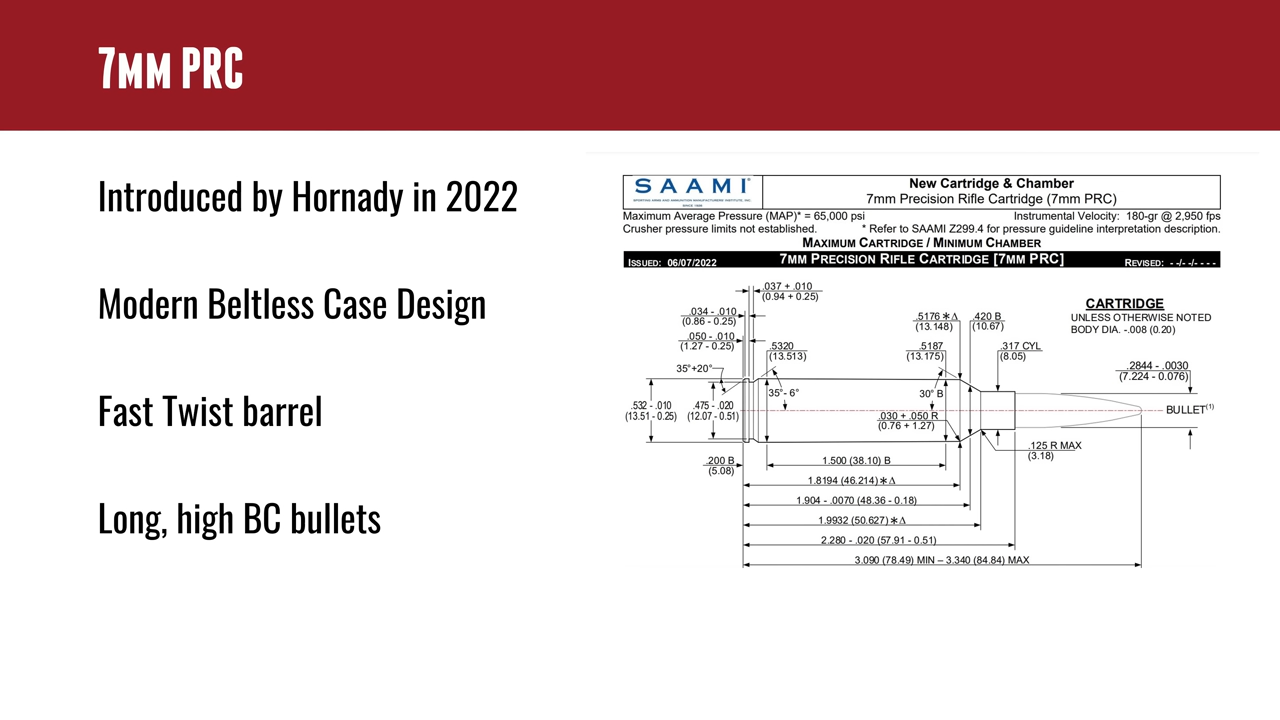 7MM PRC
Introduced by Hornady in 2022
Modern Beltless Case Design
Fast Twist barrel
Long, high BC bullets
SAAMI®
SPORTING ARMS AND AMMUNITION MANUFACTURERS' INSTITUTE, INC.
SINCE 1926
New Cartridge & Chamber
7mm Precision Rifle Cartridge (7mm PRC)
Maximum Average Pressure (MAP)* = 65,000 psi
Instrumental Velocity: 180-gr @ 2,950 fps
Crusher pressure limits not established.
* Refer to SAAMI Z299.4 for pressure guideline interpretation description.
MAXIMUM CARTRIDGE / MINIMUM CHAMBER
ISSUED: 06/07/2022
7MM PRECISION RIFLE CARTRIDGE [7MM PRC]
REVISED: - -/- -/- - - -
.037 + .010
(0.94 + 0.25)
CARTRIDGE
UNLESS OTHERWISE NOTED
BODY DIA. -.008 (0.20)
.034 - .010
(0.86 - 0.25)
.5176 ∗ Δ
(13.148)
.420 B
(10.67)
.050 - .010
(1.27 - 0.25)
.5320
(13.513)
.5187
(13.175)
.317 CYL
(8.05)
.2844 - .0030
(7.224 - 0.076)
35°+20°
35°- 6°
30° B
.532 - .010
(13.51 - 0.25)
.475 - .020
(12.07 - 0.51)
.030 + .050 R
(0.76 + 1.27)
BULLET(1)
.125 R MAX
(3.18)
.200 B
(5.08)
1.500 (38.10) B
1.8194 (46.214) ∗ Δ
1.904 - .0070 (48.36 - 0.18)
1.9932 (50.627) ∗ Δ
2.280 - .020 (57.91 - 0.51)
3.090 (78.49) MIN – 3.340 (84.84) MAX